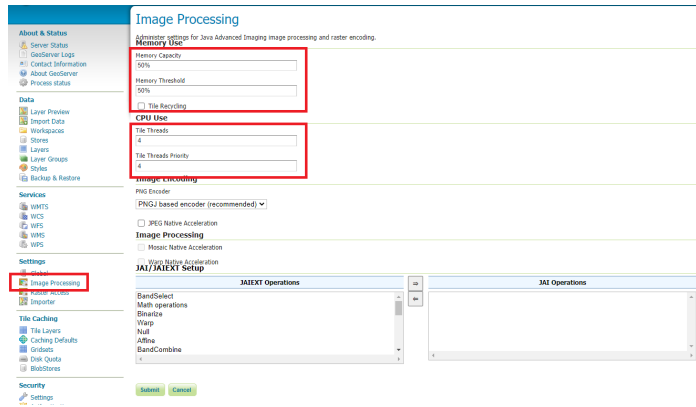 Image Processing
Administer settings for Java Advanced Imaging image processing and raster encoding.
Memory Use
Memory Capacity
50%
Memory Threshold
50%
Tile Recycling
CPU Use
Tile Threads
4
Tile Threads Priority
4
Image Encoding
PNG Encoder
PNGJ based encoder (recommended)
JPEG Native Acceleration
Image Processing
Mosaic Native Acceleration
Warp Native Acceleration
JAI/JAIEXT Setup
JAIEXT Operations
BandSelect
Math operations
Binarize
Warp
Null
Affine
BandCombine
JAI Operations
Submit Cancel
About & Status
Server Status
GeoServer Logs
Contact Information
About GeoServer
Process status
Data
Layer Preview
Import Data
Workspaces
Stores
Layers
Layer Groups
Styles
Backup & Restore
Services
WMTS
WCS
WFS
WMS
WPS
Settings
Global
Image Processing
Raster Access
Importer
Tile Caching
Tile Layers
Caching Defaults
Gridsets
Disk Quota
BlobStores
Security
Settings